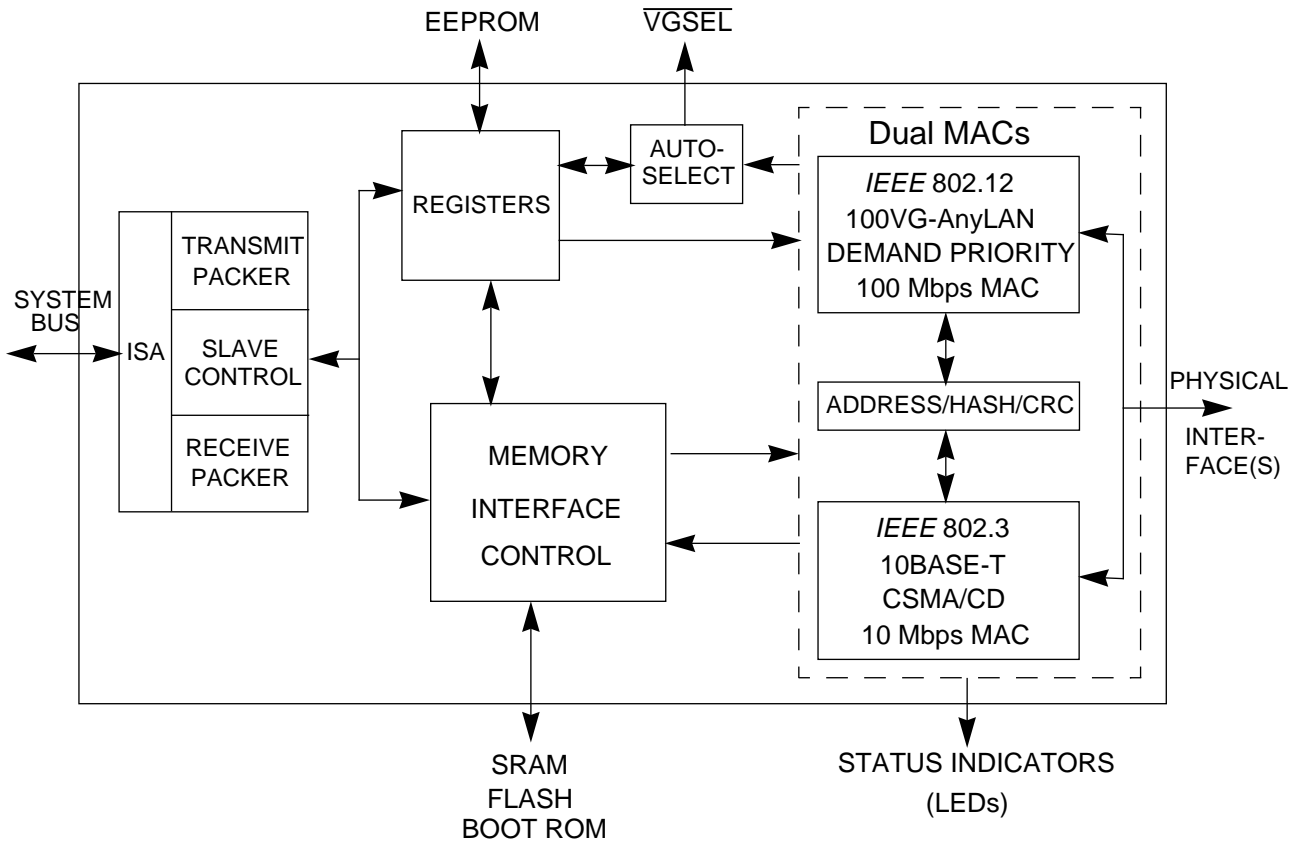 EEPROM
VGSEL
Dual MACs
AUTO-
SELECT
IEEE 802.12
100VG-AnyLAN
DEMAND PRIORITY
100 Mbps MAC
REGISTERS
TRANSMIT
PACKER
SYSTEM
BUS
ISA
SLAVE
CONTROL
RECEIVE
PACKER
ADDRESS/HASH/CRC
PHYSICAL
INTER-
FACE(S)
MEMORY
INTERFACE
CONTROL
IEEE 802.3
10BASE-T
CSMA/CD
10 Mbps MAC
SRAM
FLASH
BOOT ROM
STATUS INDICATORS
(LEDs)